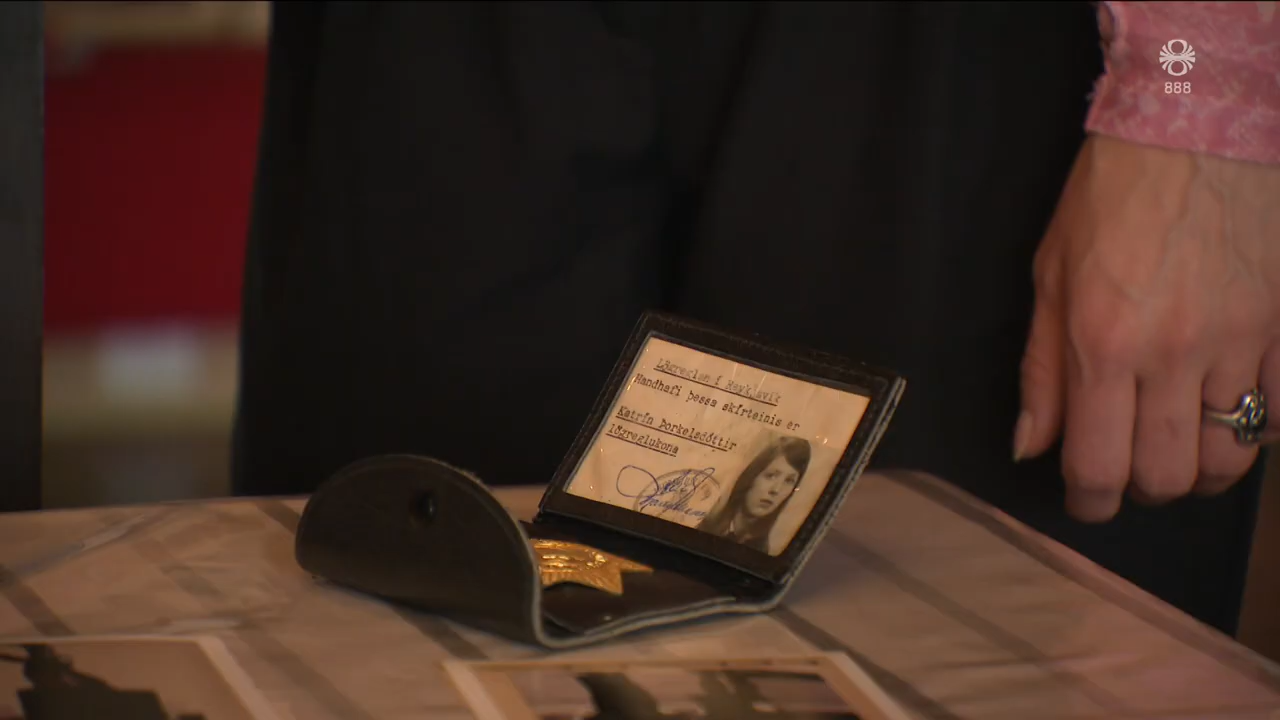 888
Lögreglan í Reykjavík
Handhafi þessa skírteinis er
Katrín Þorkelsdóttir
lögreglukona